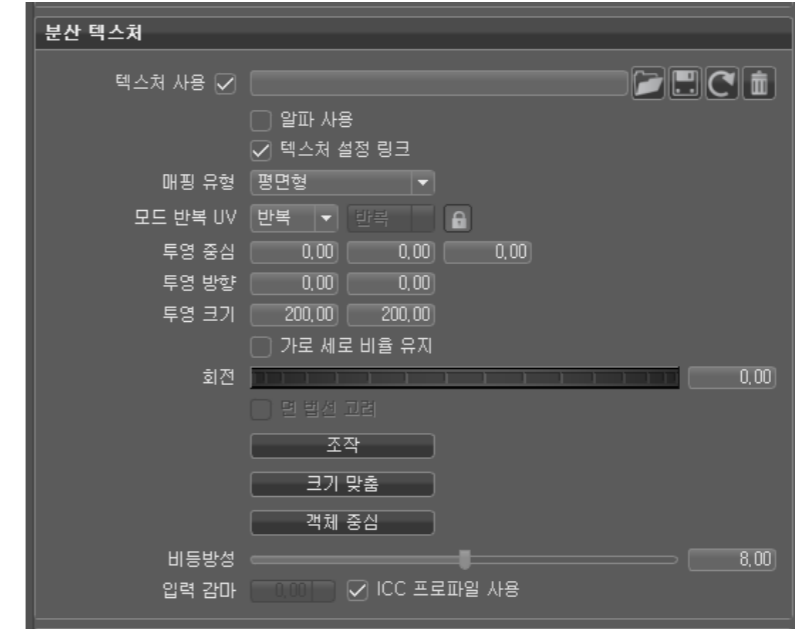 분산 텍스처
텍스처 사용
알파 사용
텍스처 설정 링크
매핑 유형 평면형
모드 반복 UV 반복 반복
투영 중심 0,00 0,00 0,00
투영 방향 0,00 0,00
투영 크기 200,00 200,00
가로 세로 비율 유지
회전 0,00
면 법선 고려
조작
크기 맞춤
객체 중심
비등방성 8,00
입력 감마 0,00 ICC 프로파일 사용